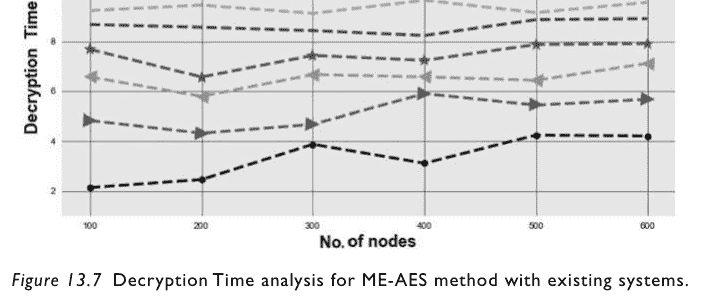 Decryption Time
8
6
4
2
100 200 300 400 500 600
No. of nodes
Figure 13.7 Decryption Time analysis for ME-AES method with existing systems.